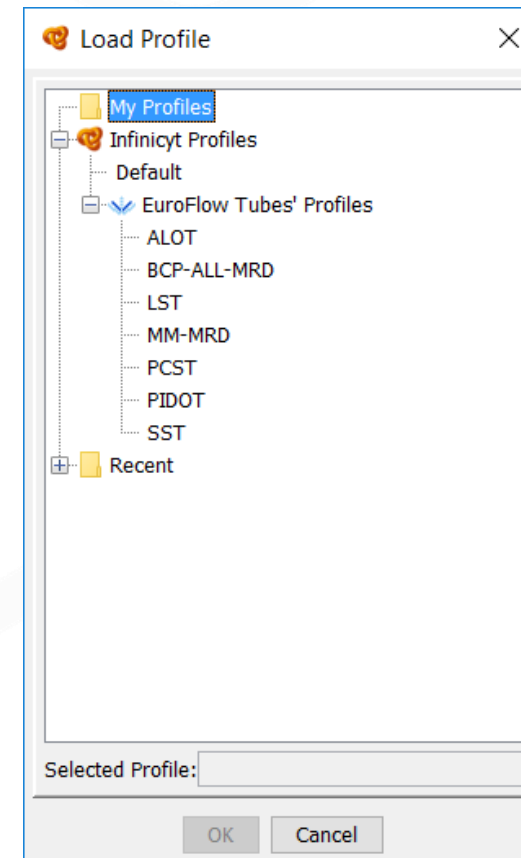 Load Profile
My Profiles
Infinicyt Profiles
Default
EuroFlow Tubes' Profiles
ALOT
BCP-ALL-MRD
LST
MM-MRD
PCST
PIDOT
SST
Recent
Selected Profile:
OK Cancel